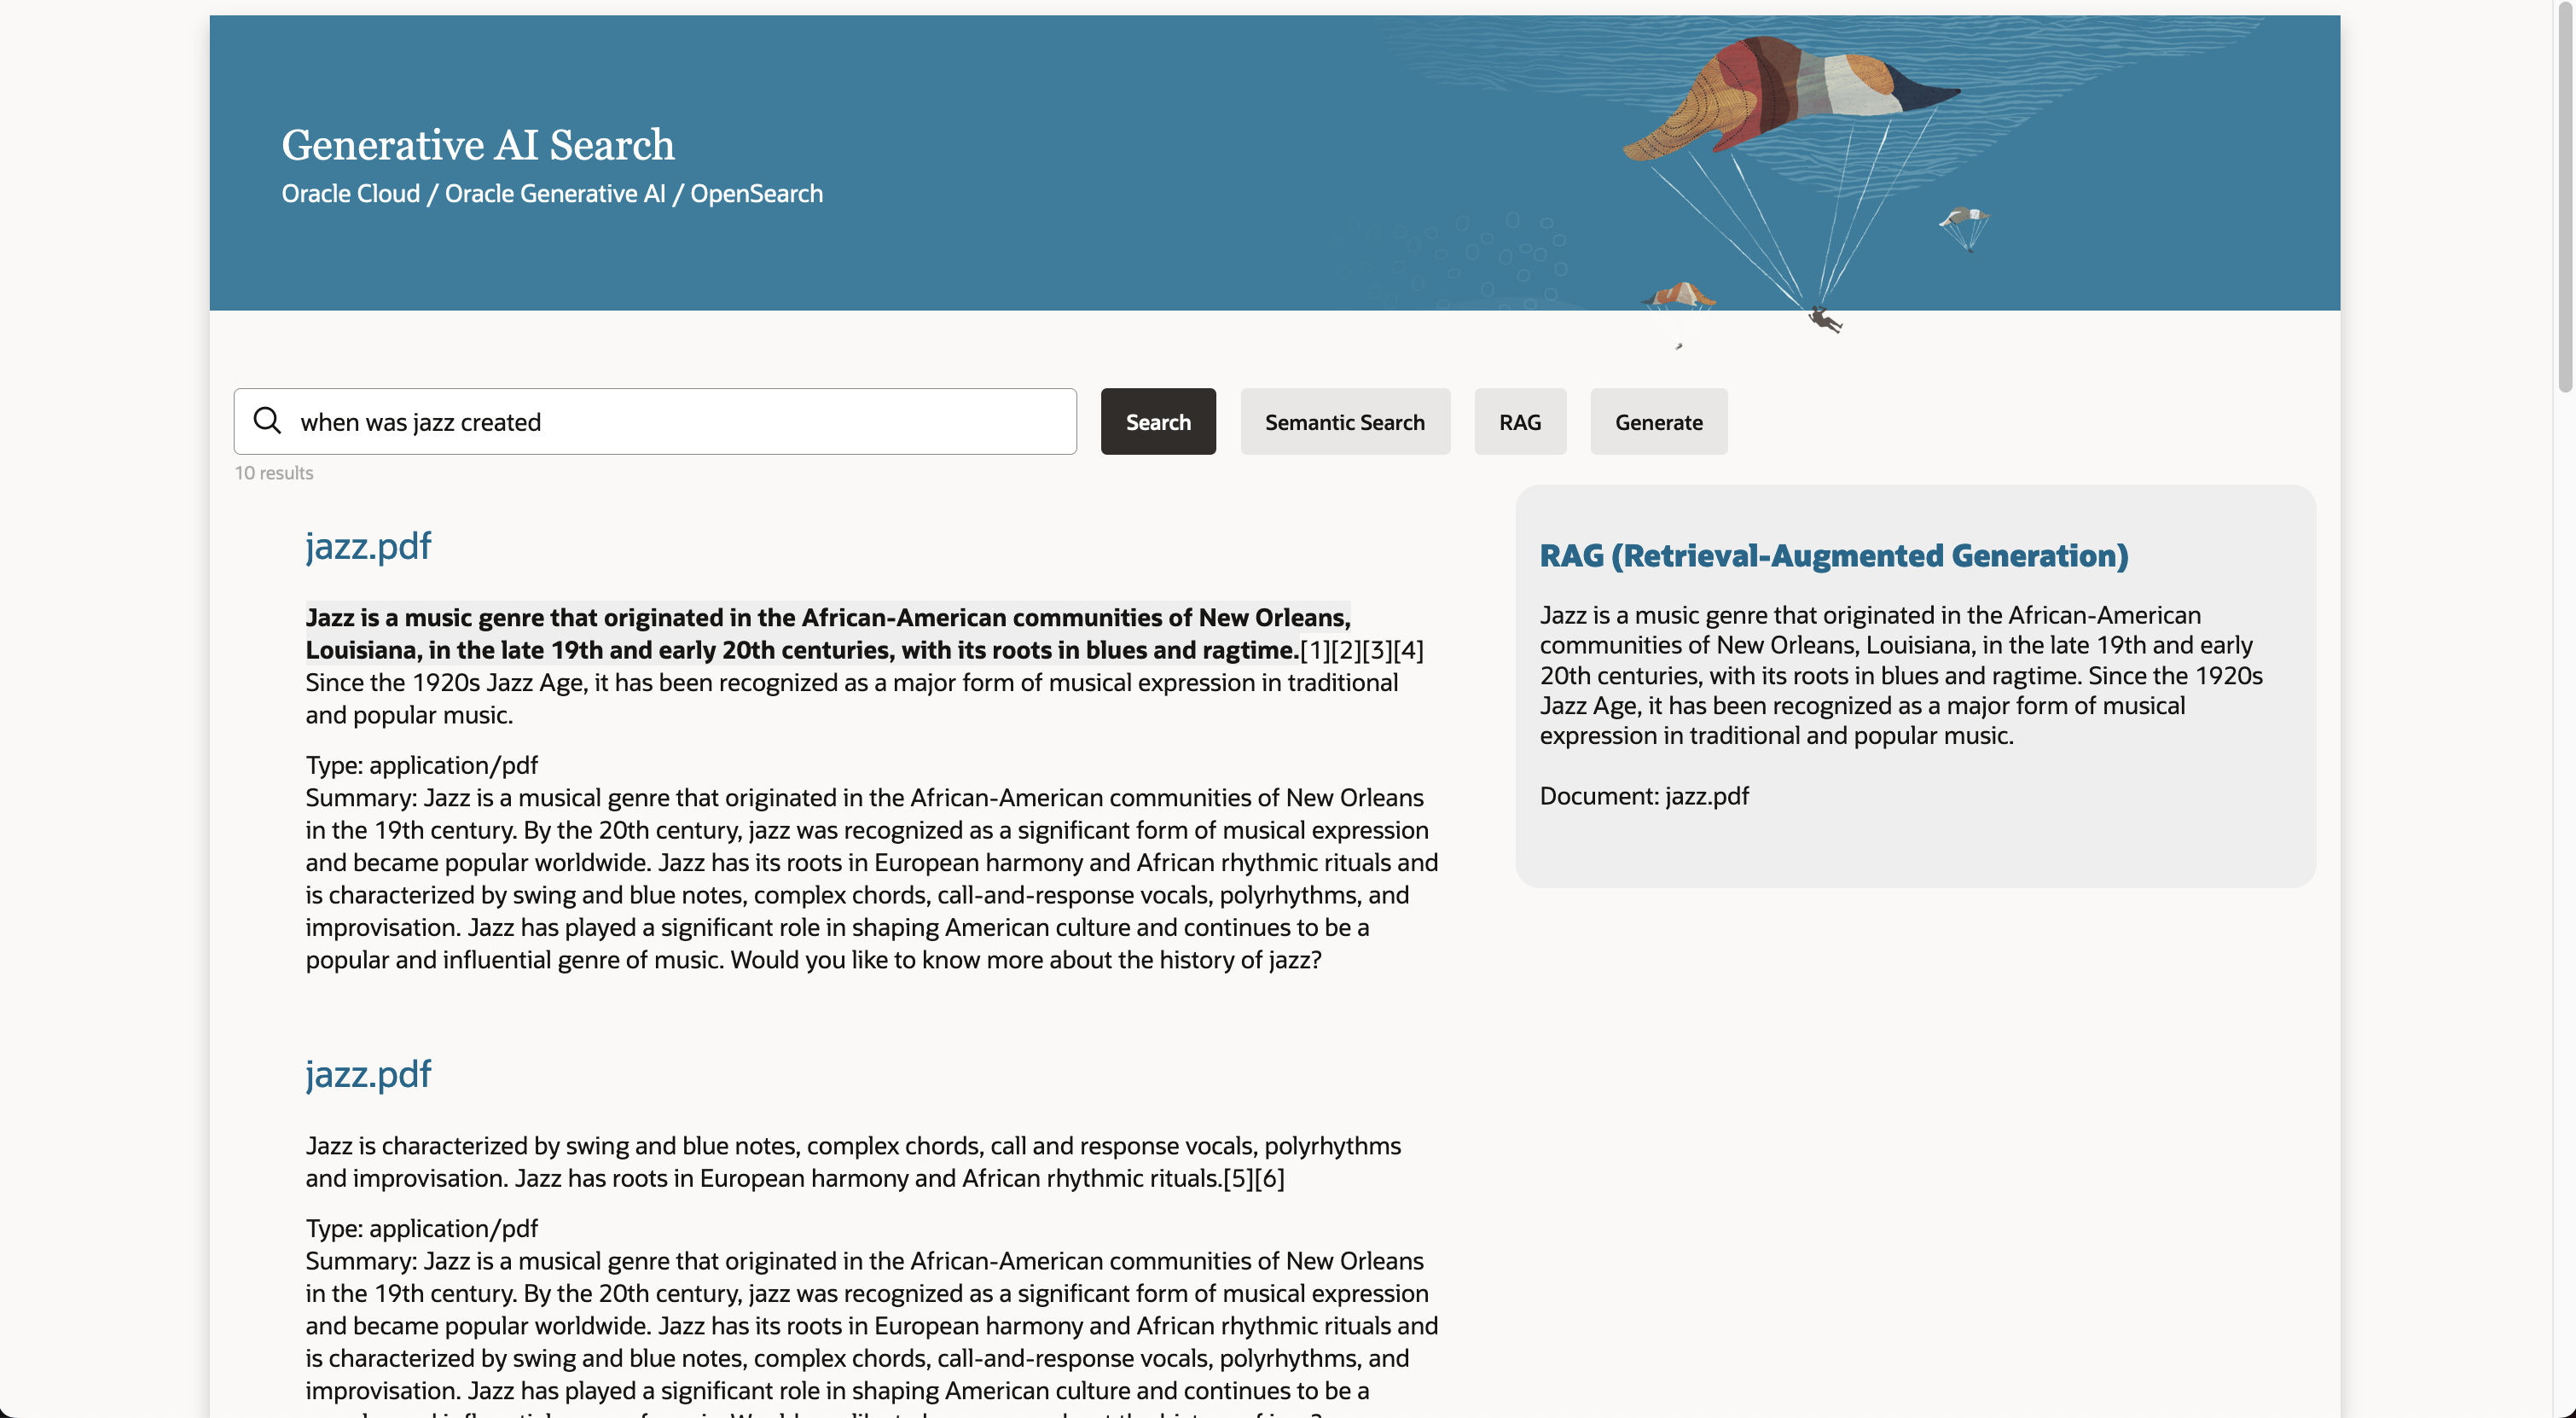 Generative AI Search
Oracle Cloud / Oracle Generative AI / OpenSearch
when was jazz created
Search
Semantic Search
RAG
Generate
10 results
jazz.pdf
Jazz is a music genre that originated in the African-American communities of New Orleans,
Louisiana, in the late 19th and early 20th centuries, with its roots in blues and ragtime.[1][2][3][4]
Since the 1920s Jazz Age, it has been recognized as a major form of musical expression in traditional
and popular music.
Type: application/pdf
Summary: Jazz is a musical genre that originated in the African-American communities of New Orleans
in the 19th century. By the 20th century, jazz was recognized as a significant form of musical expression
and became popular worldwide. Jazz has its roots in European harmony and African rhythmic rituals and
is characterized by swing and blue notes, complex chords, call-and-response vocals, polyrhythms, and
improvisation. Jazz has played a significant role in shaping American culture and continues to be a
popular and influential genre of music. Would you like to know more about the history of jazz?
jazz.pdf
Jazz is characterized by swing and blue notes, complex chords, call and response vocals, polyrhythms
and improvisation. Jazz has roots in European harmony and African rhythmic rituals.[5][6]
Type: application/pdf
Summary: Jazz is a musical genre that originated in the African-American communities of New Orleans
in the 19th century. By the 20th century, jazz was recognized as a significant form of musical expression
and became popular worldwide. Jazz has its roots in European harmony and African rhythmic rituals and
is characterized by swing and blue notes, complex chords, call-and-response vocals, polyrhythms, and
improvisation. Jazz has played a significant role in shaping American culture and continues to be a
RAG (Retrieval-Augmented Generation)
Jazz is a music genre that originated in the African-American
communities of New Orleans, Louisiana, in the late 19th and early
20th centuries, with its roots in blues and ragtime. Since the 1920s
Jazz Age, it has been recognized as a major form of musical
expression in traditional and popular music.
Document: jazz.pdf